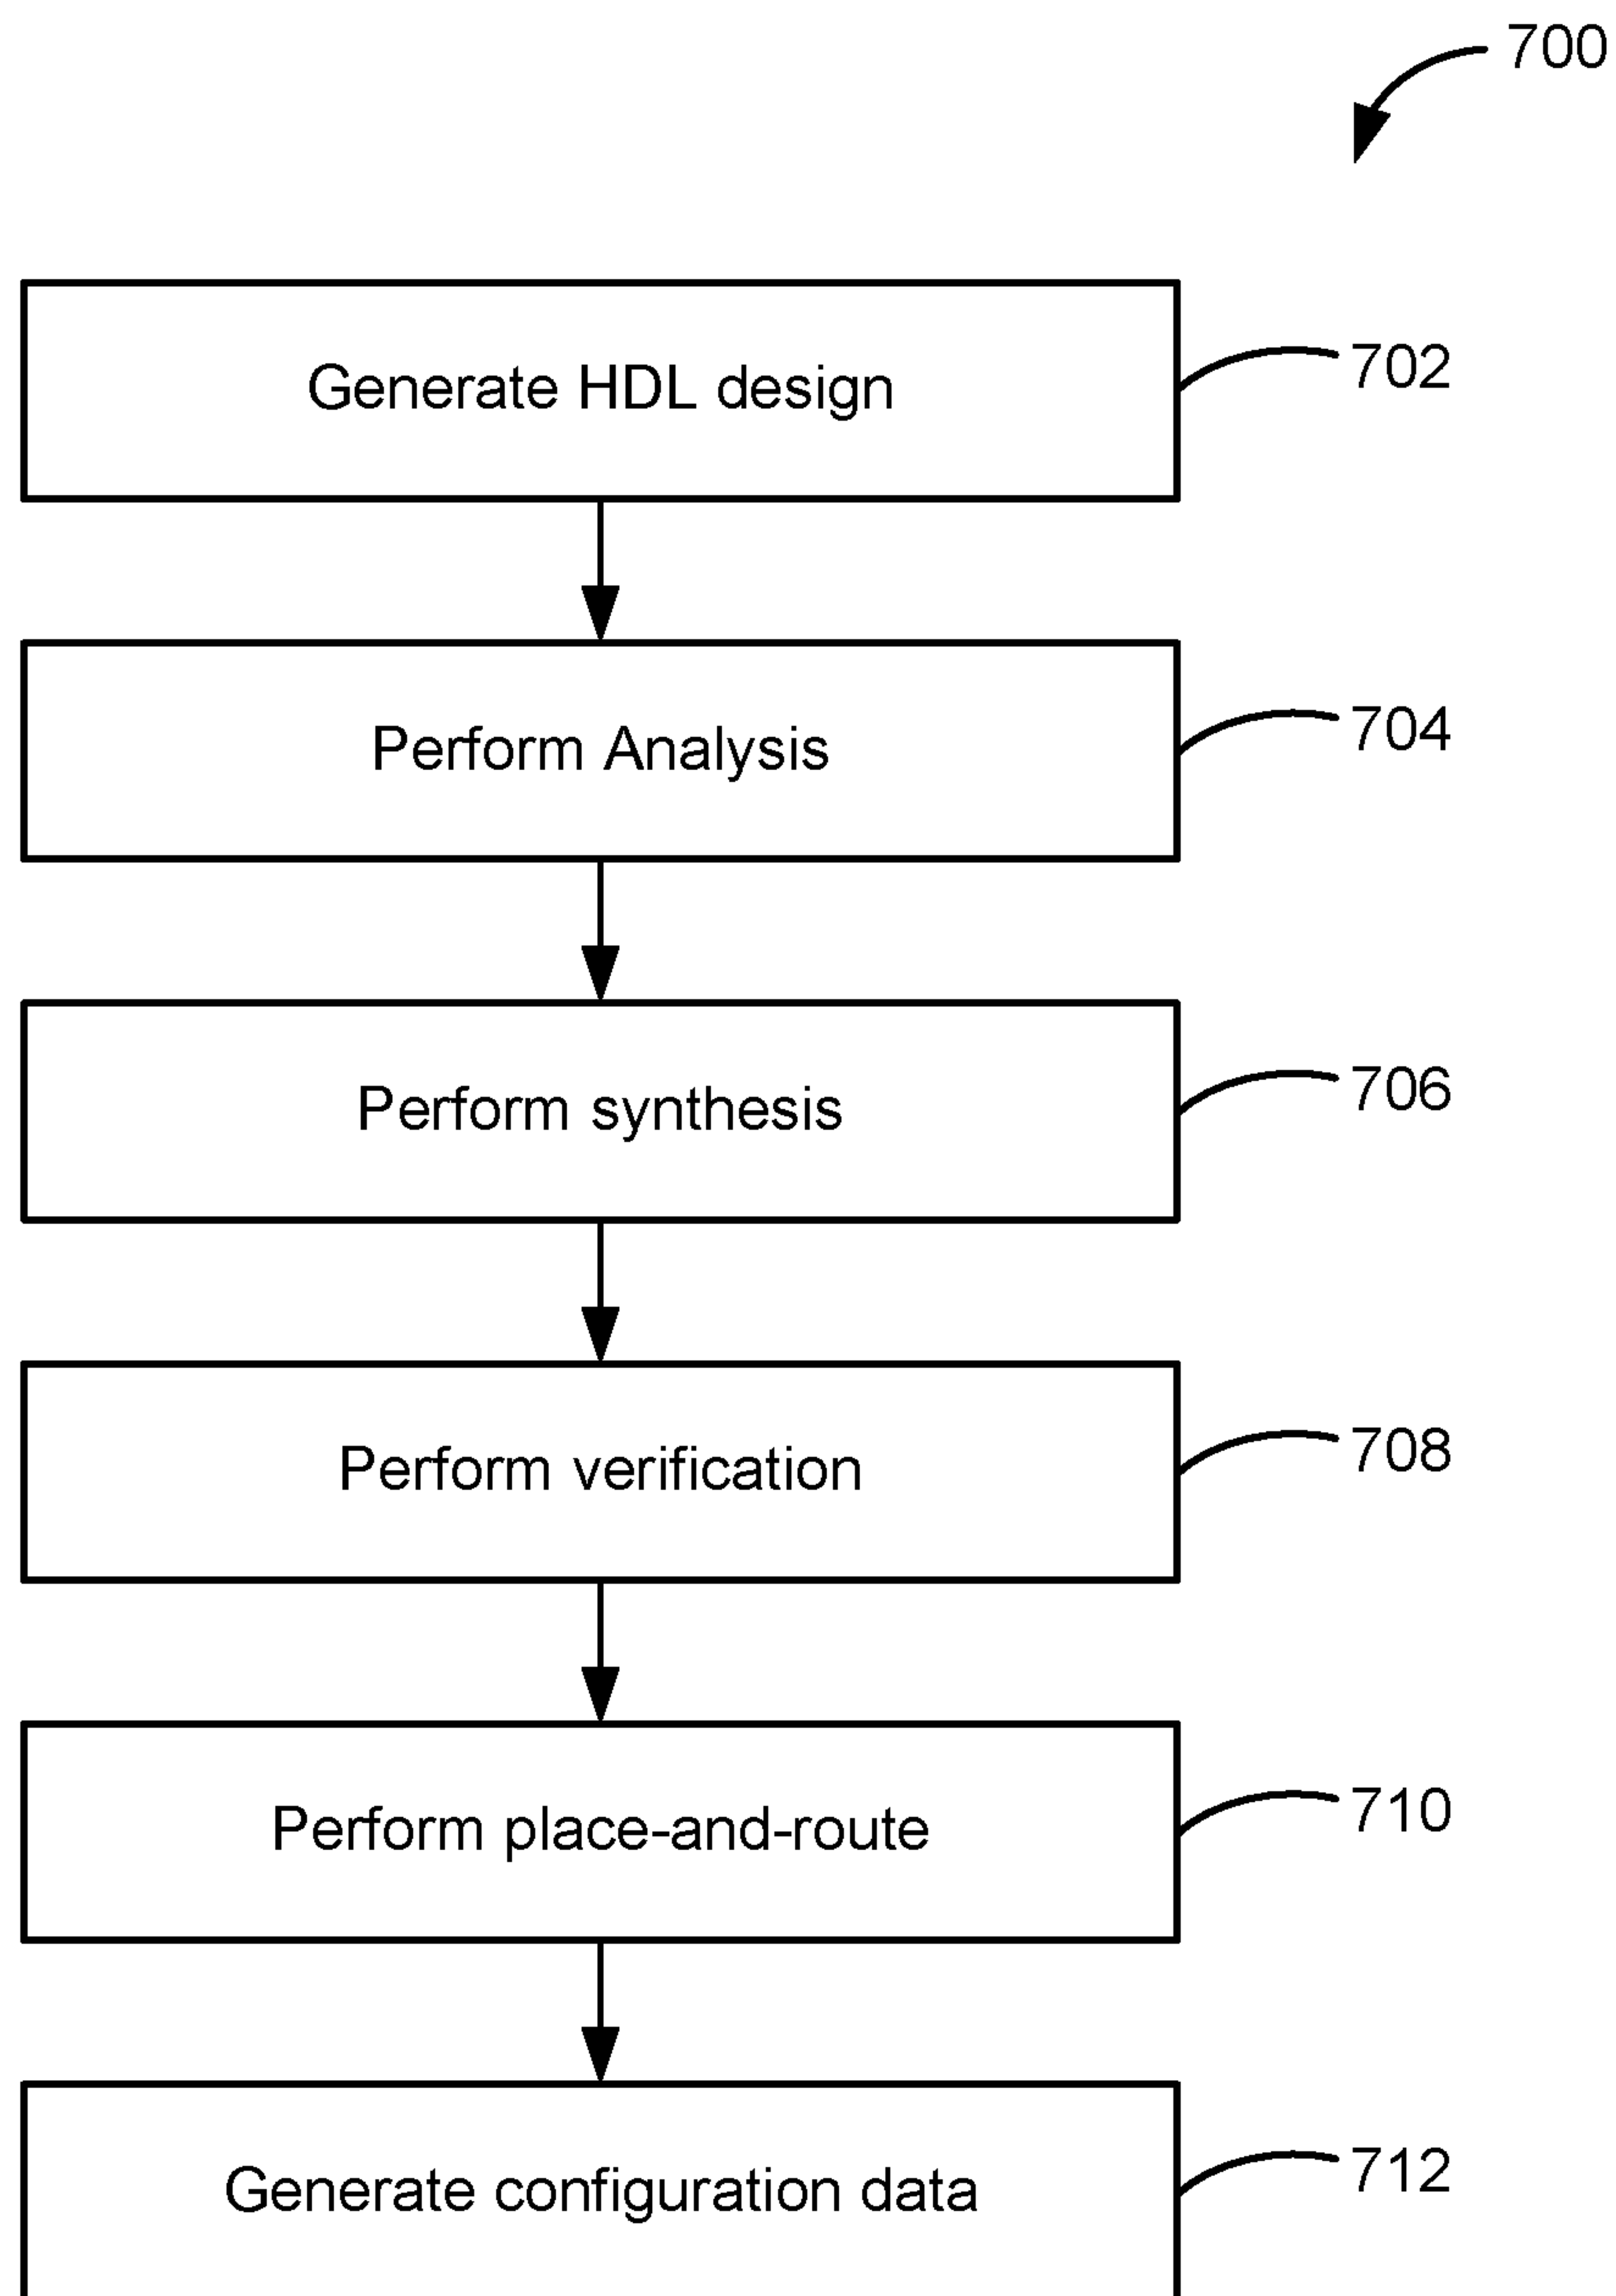 700
Generate HDL design
702
Perform Analysis
704
Perform synthesis
706
Perform verification
708
Perform place-and-route
710
Generate configuration data
712